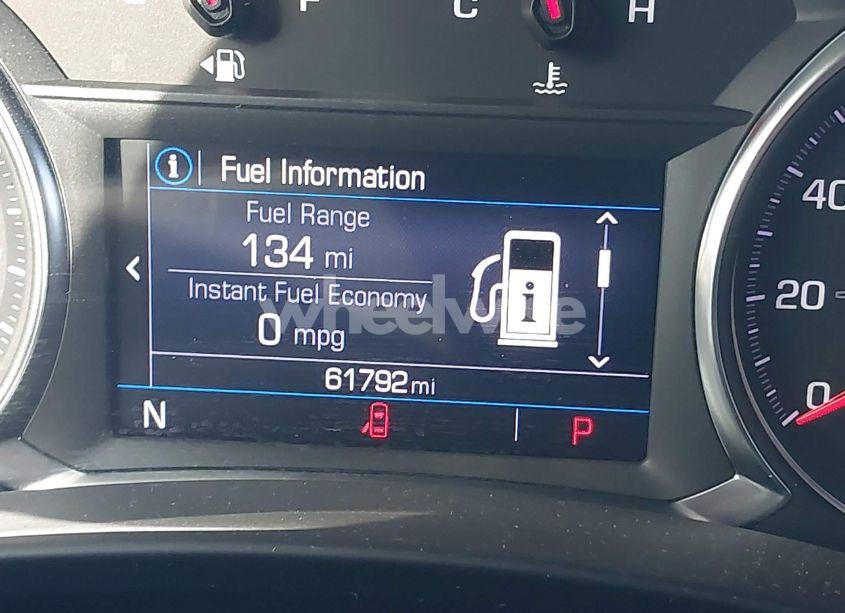 F C H
Fuel Information
Fuel Range
134 mi
Instant Fuel Economy
0 mpg
61792 mi
N P
40
20
0
wheelwise